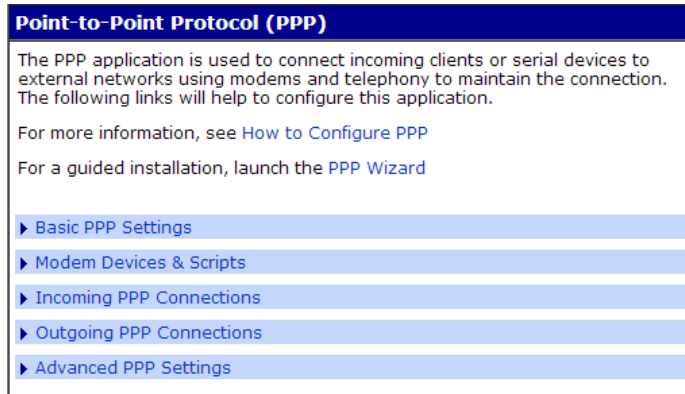 Point-to-Point Protocol (PPP)
The PPP application is used to connect incoming clients or serial devices to
external networks using modems and telephony to maintain the connection.
The following links will help to configure this application.
For more information, see How to Configure PPP
For a guided installation, launch the PPP Wizard
Basic PPP Settings
Modem Devices & Scripts
Incoming PPP Connections
Outgoing PPP Connections
Advanced PPP Settings